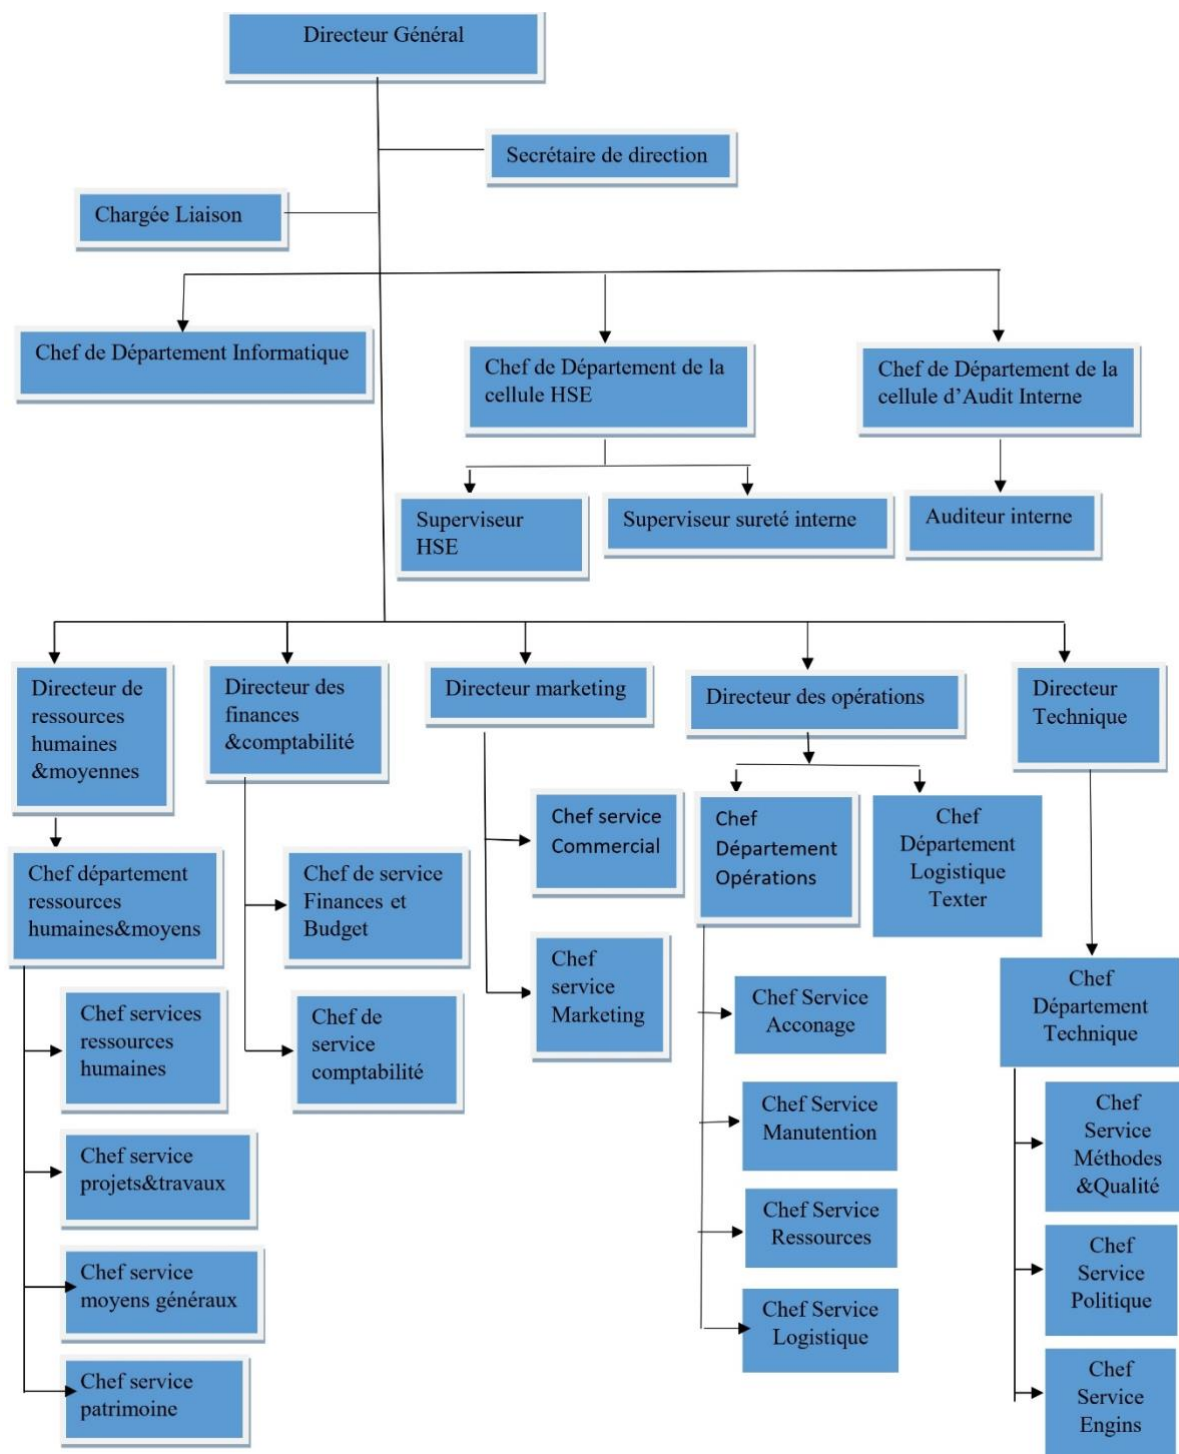 Directeur Général
Secrétaire de direction
Chargée Liaison
Chef de Département Informatique
Chef de Département de la
cellule HSE
Chef de Département de la
cellule d’Audit Interne
Superviseur
HSE
Superviseur sureté interne
Auditeur interne
Directeur de
ressources
humaines
&moyennes
Directeur des
finances
&comptabilité
Directeur marketing
Directeur des opérations
Directeur
Technique
Chef département
ressources
humaines&moyens
Chef services
ressources
humaines
Chef service
projets&travaux
Chef service
moyens généraux
Chef service
patrimoine
Chef de service
Finances et
Budget
Chef de
service
comptabilité
Chef service
Commercial
Chef
service
Marketing
Chef
Département
Opérations
Chef
Département
Logistique
Texter
Chef Service
Acconage
Chef Service
Manutention
Chef Service
Ressources
Chef Service
Logistique
Chef
Département
Technique
Chef
Service
Méthodes
&Qualité
Chef
Service
Politique
Chef
Service
Engins